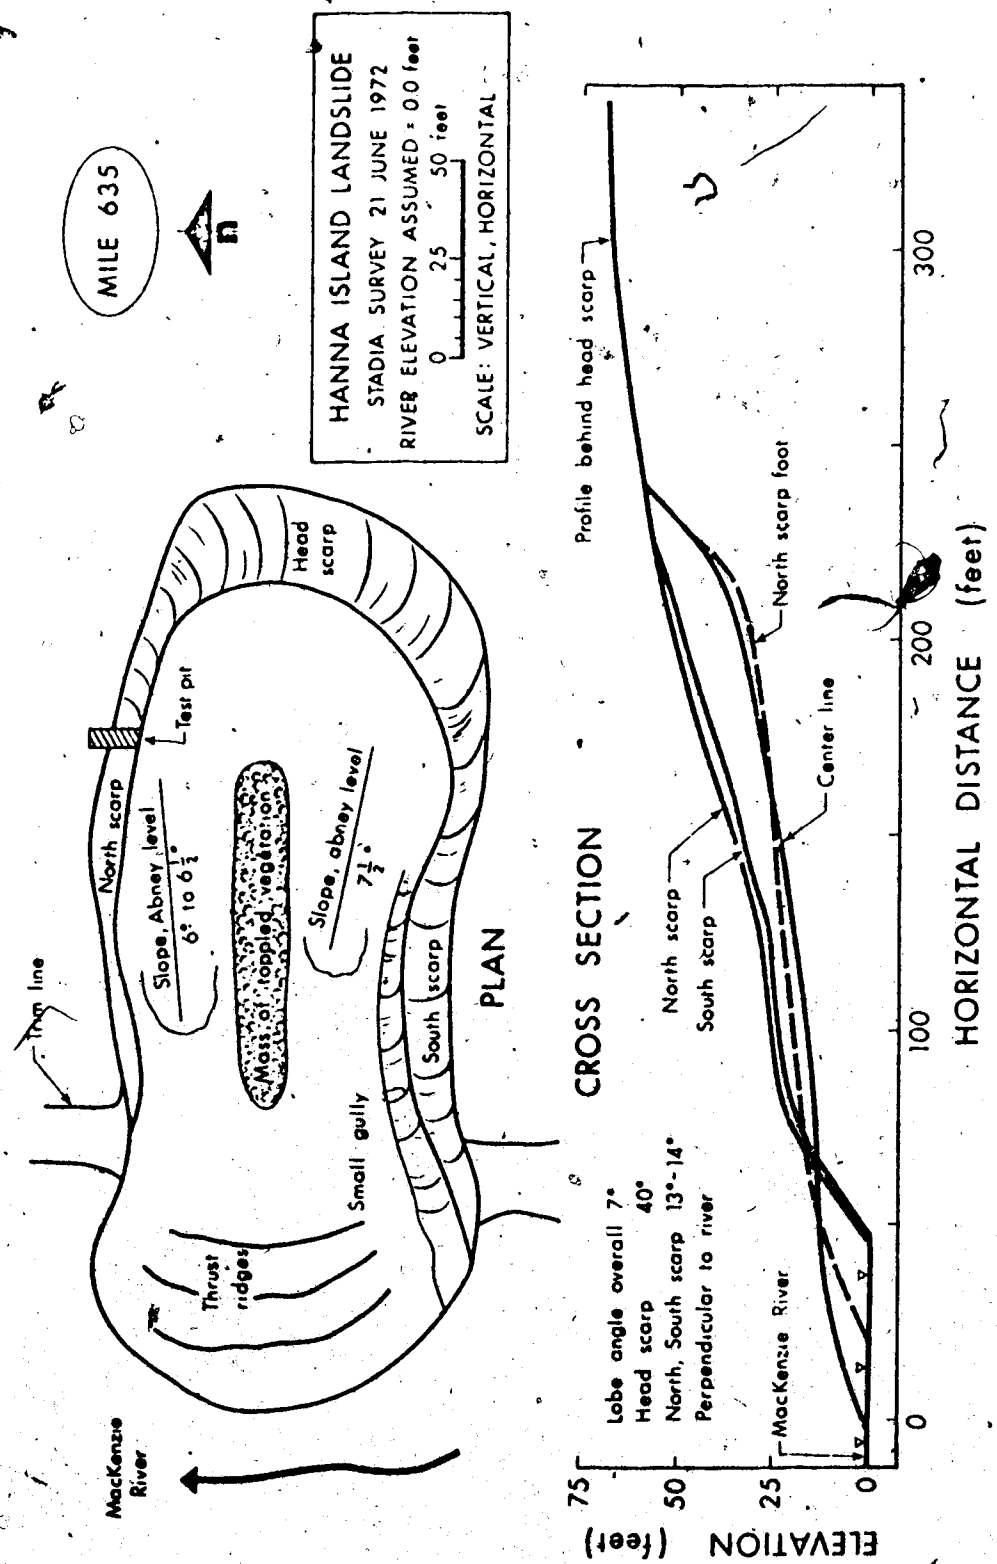 MILE 635
n
HANNA ISLAND LANDSLIDE
STADIA SURVEY 21 JUNE 1972
RIVER ELEVATION ASSUMED = 0.0 feet
0 25 50 feet
SCALE: VERTICAL, HORIZONTAL
MacKenzie
River
Trim line
North scarp
Test pit
Head
scarp
Slope, Abney level
6° to 6½°
Mass of toppled vegetation
Slope, abney level
7½°
Thrust
ridges
Small gully
South scarp
PLAN
CROSS SECTION
Lobe angle overall 7°
Head scarp 40°
North, South scarp 13°-14°
Perpendicular to river
MacKenzie River
North scarp
South scarp
Profile behind head scarp
North scarp foot
Center line
ELEVATION (feet)
75
50
25
0
0 100 200 300
HORIZONTAL DISTANCE (feet)